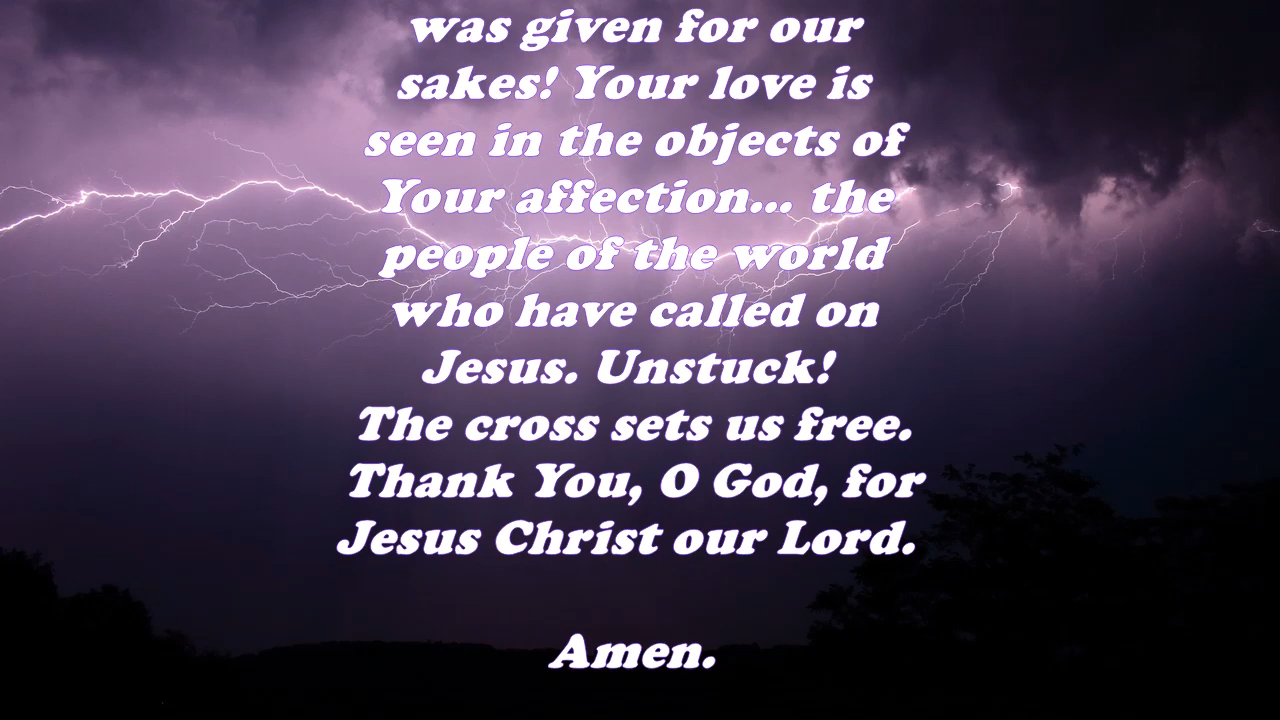 was given for our
sakes! Your love is
seen in the objects of
Your affection... the
people of the world
who have called on
Jesus. Unstuck!
The cross sets us free.
Thank You, O God, for
Jesus Christ our Lord.
Amen.